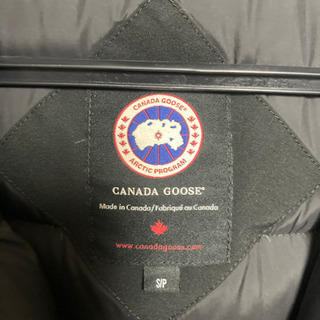 CANADA GOOSE®
ARCTIC PROGRAM
CANADA GOOSE®
Made in Canada/Fabriqué au Canada
www.canadagoose.com
S/P